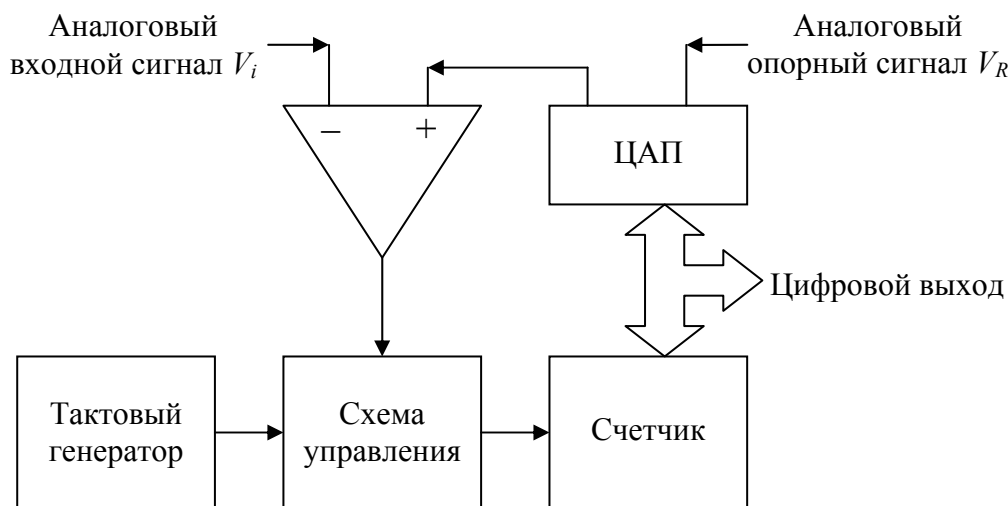 Аналоговый
входной сигнал Vi
Аналоговый
опорный сигнал VR
– +
ЦАП
Цифровой выход
Тактовый
генератор
Схема
управления
Счетчик